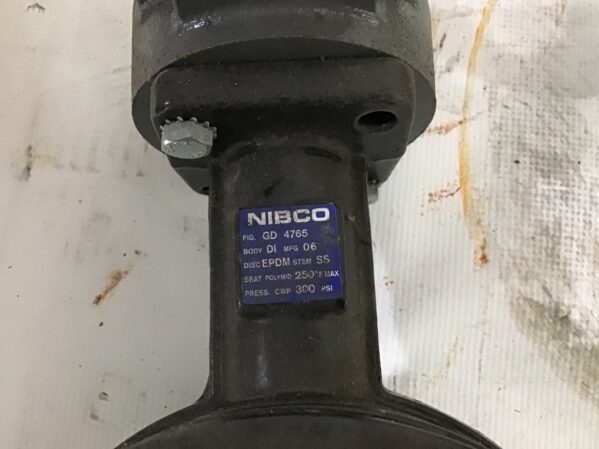 NIBCO
FIG. GD 4765
BODY DI MFG 06
DISC EPDM STEM SS
SEAT POLYMID 250°F MAX
PRESS. CWP 300 PSI